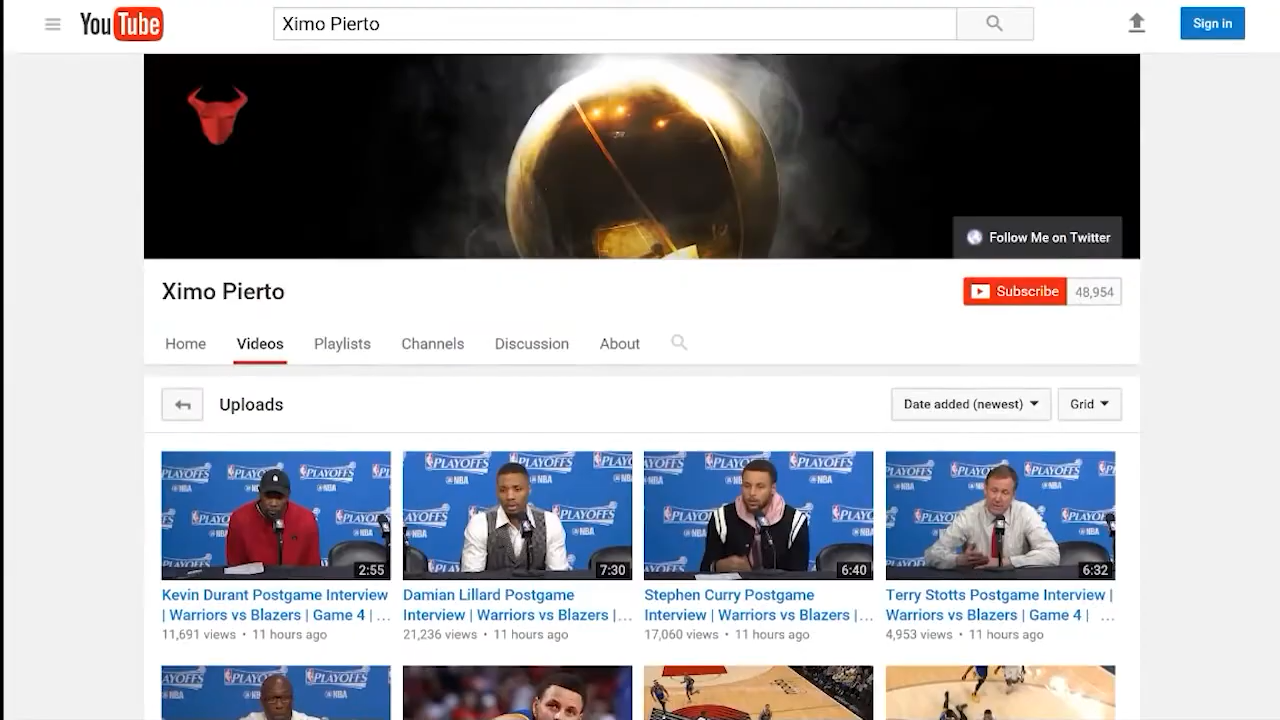 YouTube
Ximo Pierto
Sign in
Follow Me on Twitter
Ximo Pierto
Subscribe 48,954
Home Videos Playlists Channels Discussion About
Uploads
Date added (newest) Grid
PLAYOFFS
@NBA
2:55
7:30
6:40
6:32
Kevin Durant Postgame Interview
| Warriors vs Blazers | Game 4 | ...
11,691 views • 11 hours ago
Damian Lillard Postgame
Interview | Warriors vs Blazers |...
21,236 views • 11 hours ago
Stephen Curry Postgame
Interview | Warriors vs Blazers |...
17,060 views • 11 hours ago
Terry Stotts Postgame Interview |
Warriors vs Blazers | Game 4 | ...
4,953 views • 11 hours ago
PLAYOFFS
@NBA